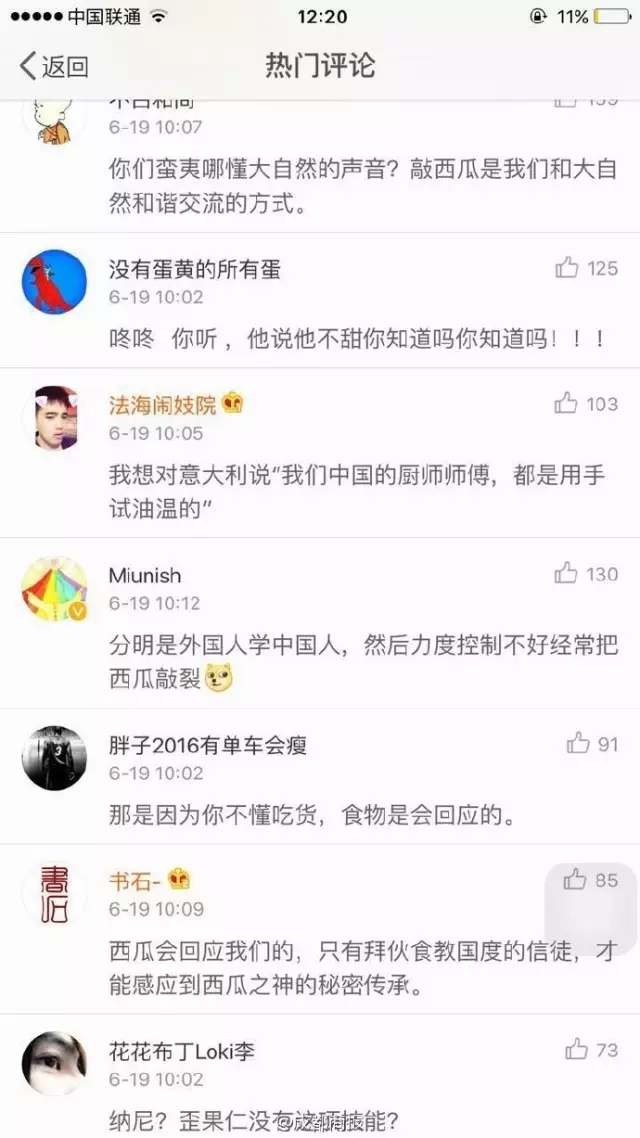 中国联通
12:20
11%
返回
热门评论
6-19 10:07
你们蛮夷哪懂大自然的声音？敲西瓜是我们和大自
然和谐交流的方式。
没有蛋黄的所有蛋
125
6-19 10:02
咚咚  你听 ，他说他不甜你知道吗你知道吗！！！
法海闹妓院
103
6-19 10:05
我想对意大利说“我们中国的厨师师傅，都是用手
试油温的”
Miunish
130
6-19 10:12
分明是外国人学中国人，然后力度控制不好经常把
西瓜敲裂
胖子2016有单车会瘦
91
6-19 10:02
那是因为你不懂吃货，食物是会回应的。
書石
书石-
85
6-19 10:09
西瓜会回应我们的，只有拜伙食教国度的信徒，才
能感应到西瓜之神的秘密传承。
花花布丁Loki李
73
6-19 10:02
纳尼？歪果仁没有这项技能？
@成都商报